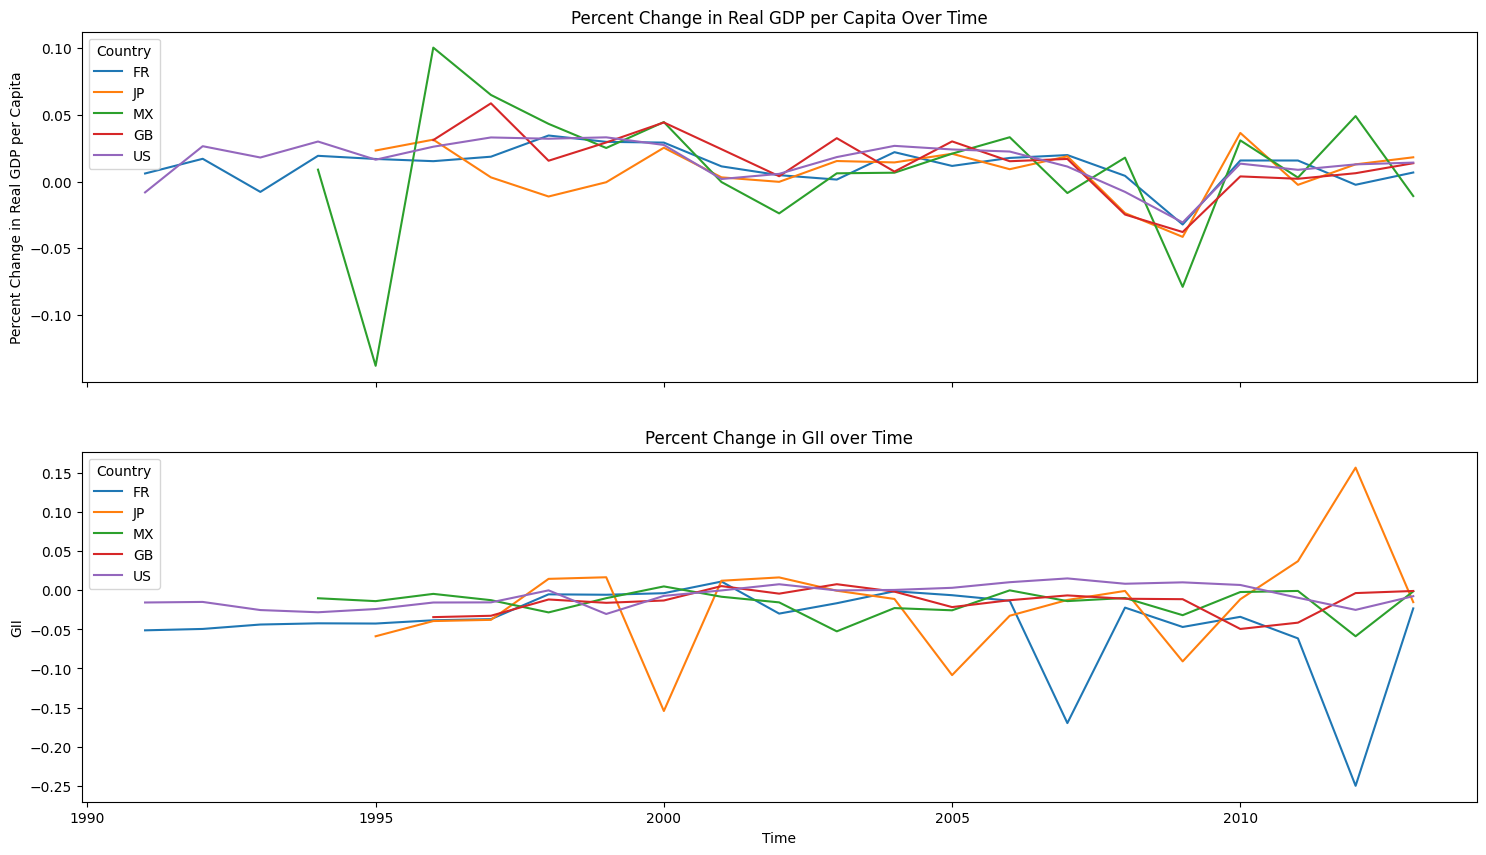 Percent Change in Real GDP per Capita Over Time
Percent Change in Real GDP per Capita
0.10
0.05
0.00
−0.05
−0.10
Country
FR
JP
MX
GB
US
Percent Change in GII over Time
GII
0.15
0.10
0.05
0.00
−0.05
−0.10
−0.15
−0.20
−0.25
Country
FR
JP
MX
GB
US
1990 1995 2000 2005 2010
Time